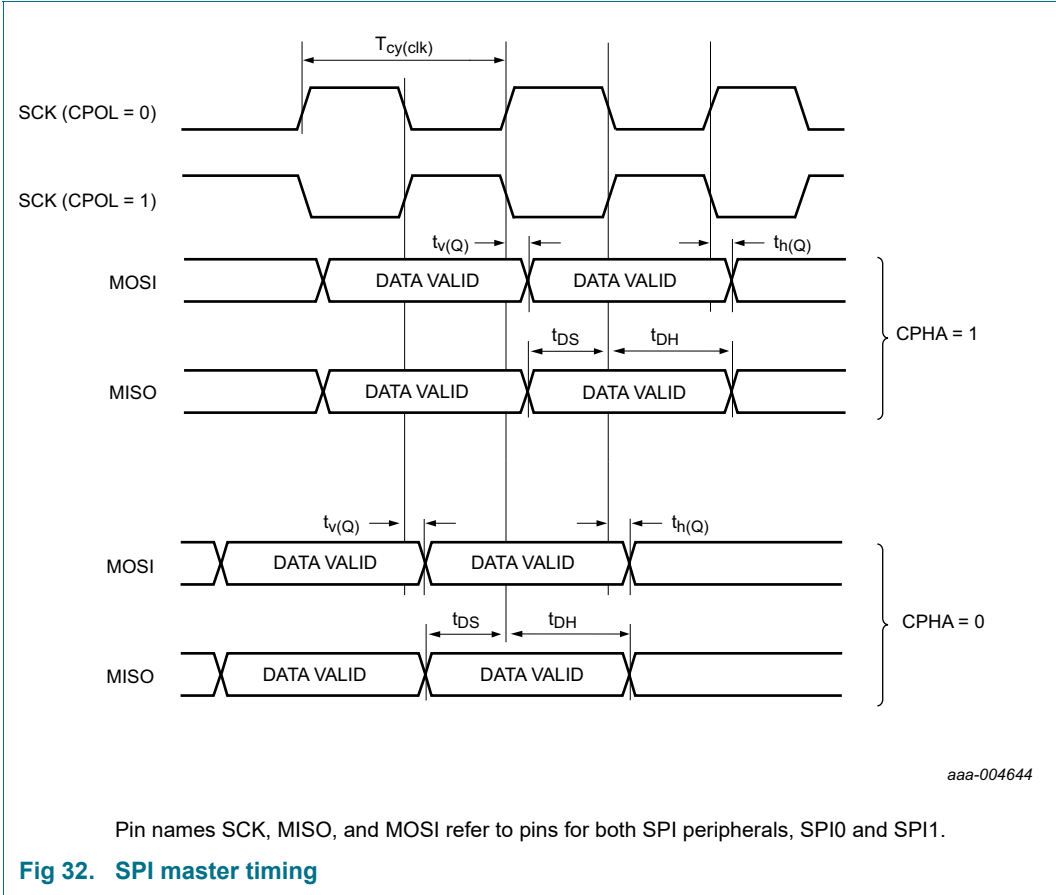 Tcy(clk)
SCK (CPOL = 0)
SCK (CPOL = 1)
tv(Q) th(Q)
MOSI DATA VALID DATA VALID
CPHA = 1
tDS tDH
MISO DATA VALID DATA VALID
tv(Q) th(Q)
MOSI DATA VALID DATA VALID
CPHA = 0
tDS tDH
MISO DATA VALID DATA VALID
aaa-004644
Pin names SCK, MISO, and MOSI refer to pins for both SPI peripherals, SPI0 and SPI1.
Fig 32. SPI master timing